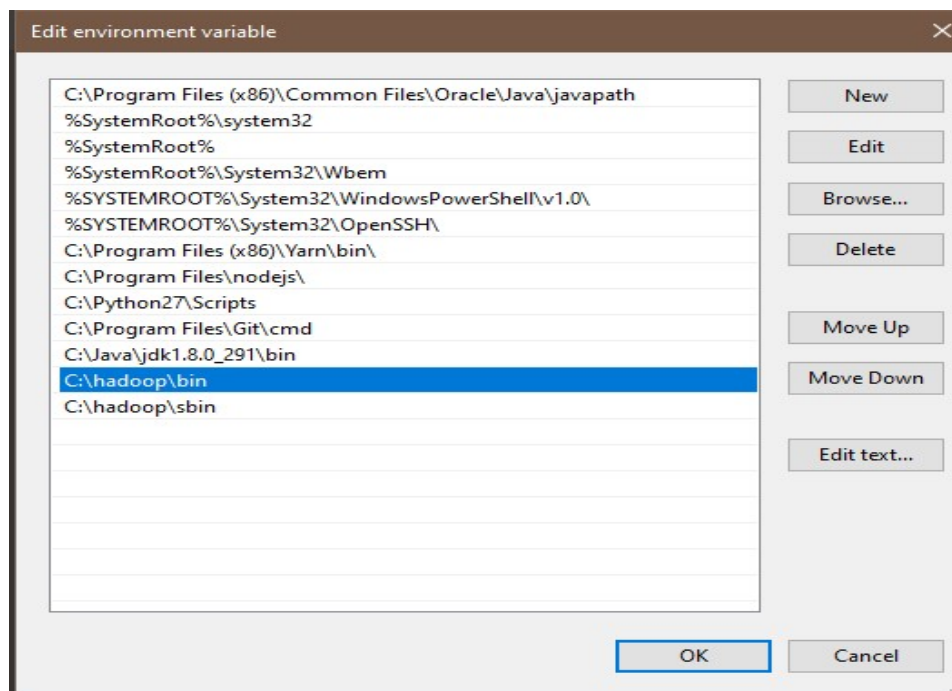 Edit environment variable
C:\Program Files (x86)\Common Files\Oracle\Java\javapath
%SystemRoot%\system32
%SystemRoot%
%SystemRoot%\System32\Wbem
%SYSTEMROOT%\System32\WindowsPowerShell\v1.0\
%SYSTEMROOT%\System32\OpenSSH\
C:\Program Files (x86)\Yarn\bin\
C:\Program Files\nodejs\
C:\Python27\Scripts
C:\Program Files\Git\cmd
C:\Java\jdk1.8.0_291\bin
C:\hadoop\bin
C:\hadoop\sbin
New
Edit
Browse...
Delete
Move Up
Move Down
Edit text...
OK
Cancel